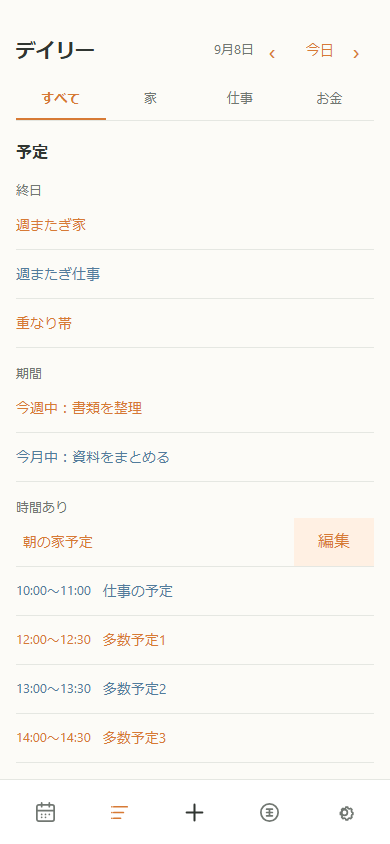 デイリー
9月8日 ‹ 今日 ›
すべて 家 仕事 お金
予定
終日
週またぎ家
週またぎ仕事
重なり帯
期間
今週中：書類を整理
今月中：資料をまとめる
時間あり
朝の家予定 編集
10:00〜11:00 仕事の予定
12:00〜12:30 多数予定1
13:00〜13:30 多数予定2
14:00〜14:30 多数予定3